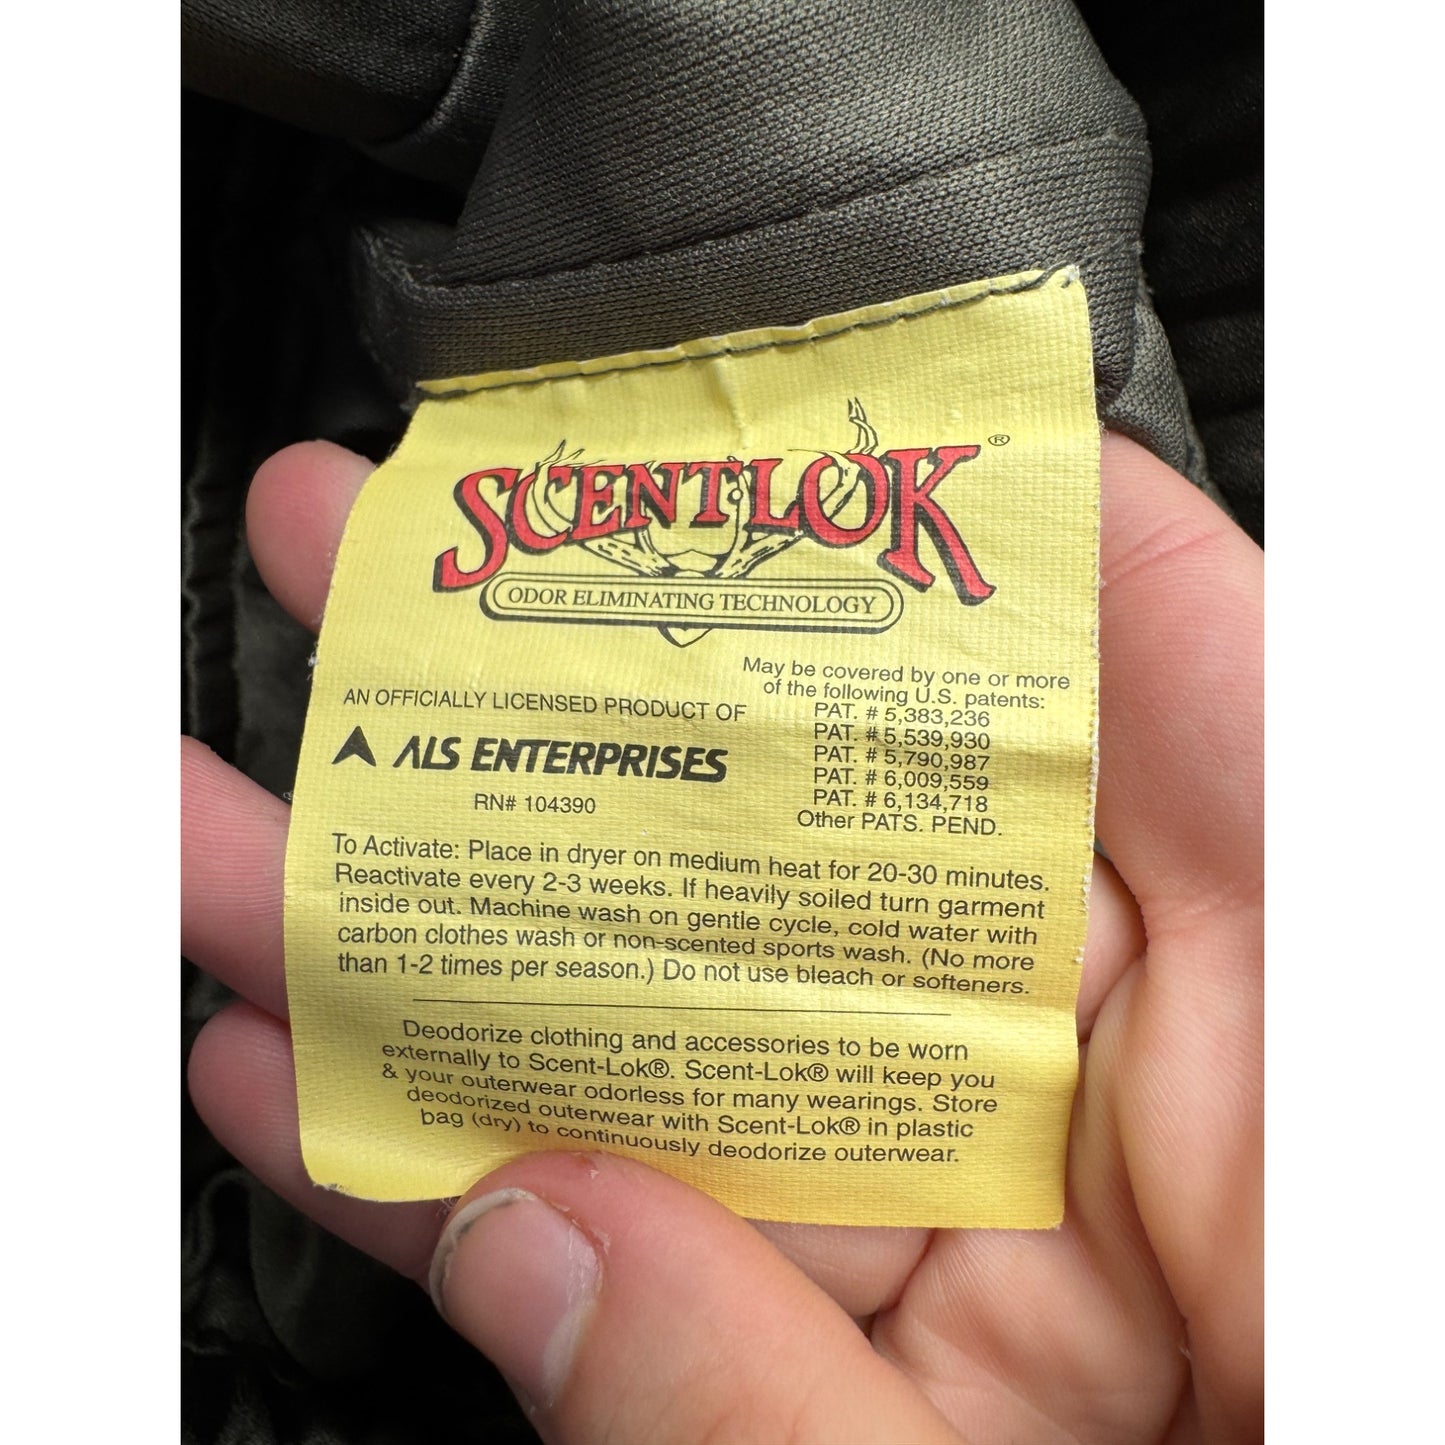 SCENT-LOK®
ODOR ELIMINATING TECHNOLOGY
AN OFFICIALLY LICENSED PRODUCT OF
ALS ENTERPRISES
RN# 104390
May be covered by one or more
of the following U.S. patents:
PAT. # 5,383,236
PAT. # 5,539,930
PAT. # 5,790,987
PAT. # 6,009,559
PAT. # 6,134,718
Other PATS. PEND.
To Activate: Place in dryer on medium heat for 20-30 minutes.
Reactivate every 2-3 weeks. If heavily soiled turn garment
inside out. Machine wash on gentle cycle, cold water with
carbon clothes wash or non-scented sports wash. (No more
than 1-2 times per season.) Do not use bleach or softeners.
Deodorize clothing and accessories to be worn
externally to Scent-Lok®. Scent-Lok® will keep you
& your outerwear odorless for many wearings. Store
deodorized outerwear with Scent-Lok® in plastic
bag (dry) to continuously deodorize outerwear.